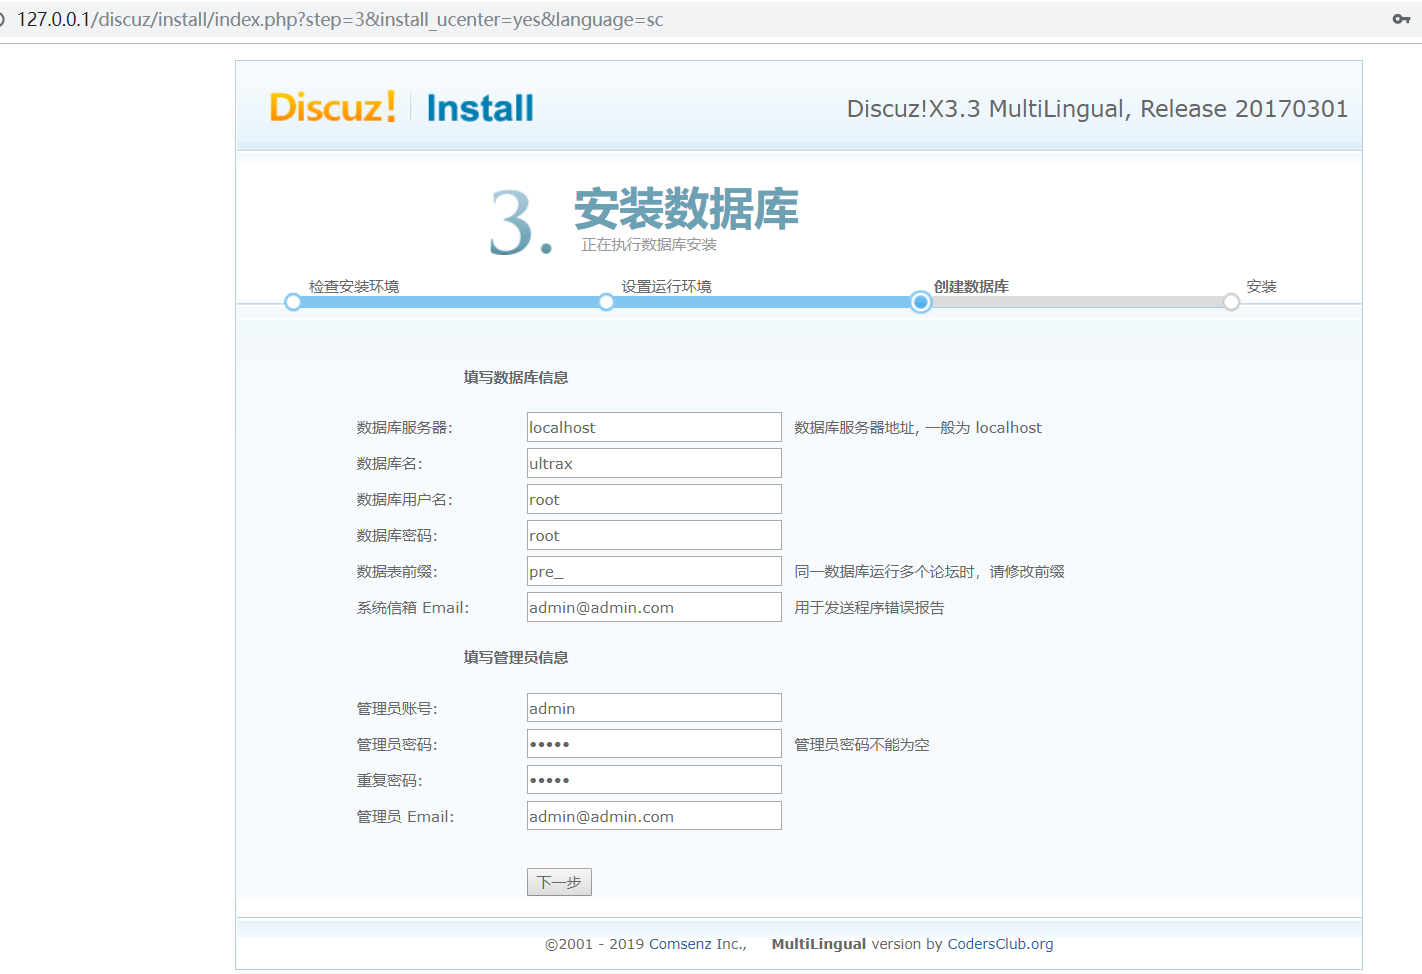 127.0.0.1/discuz/install/index.php?step=3&install_ucenter=yes&language=sc
Discuz! Install
Discuz!X3.3 MultiLingual, Release 20170301
3. 安装数据库
正在执行数据库安装
检查安装环境 设置运行环境 创建数据库 安装
填写数据库信息
数据库服务器: localhost 数据库服务器地址, 一般为 localhost
数据库名: ultrax
数据库用户名: root
数据库密码: root
数据表前缀: pre_ 同一数据库运行多个论坛时，请修改前缀
系统信箱 Email: admin@admin.com 用于发送程序错误报告
填写管理员信息
管理员账号: admin
管理员密码: ••••• 管理员密码不能为空
重复密码: •••••
管理员 Email: admin@admin.com
下一步
©2001 - 2019 Comsenz Inc., MultiLingual version by CodersClub.org